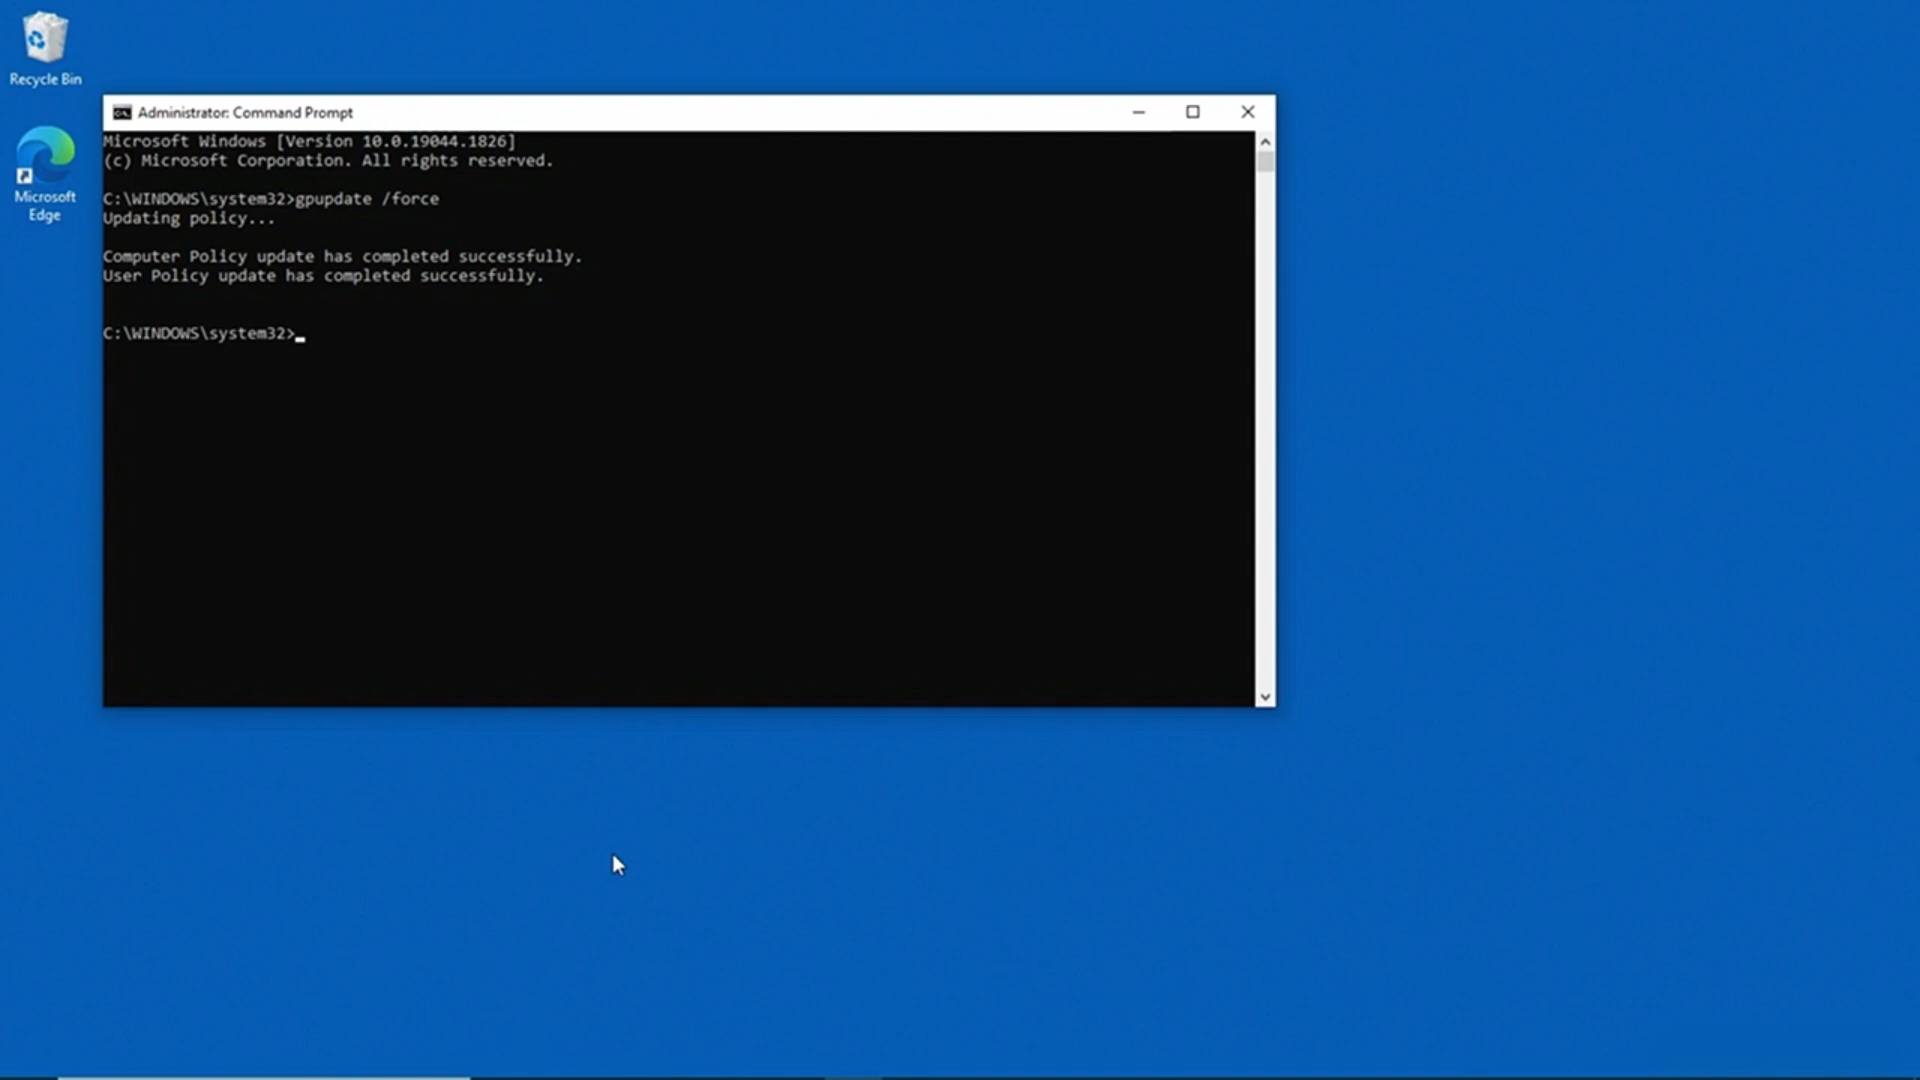 Recycle Bin
Microsoft
Edge
Administrator: Command Prompt
Microsoft Windows [Version 10.0.19044.1826]
(c) Microsoft Corporation. All rights reserved.
C:\WINDOWS\system32>gpupdate /force
Updating policy...
Computer Policy update has completed successfully.
User Policy update has completed successfully.
C:\WINDOWS\system32>